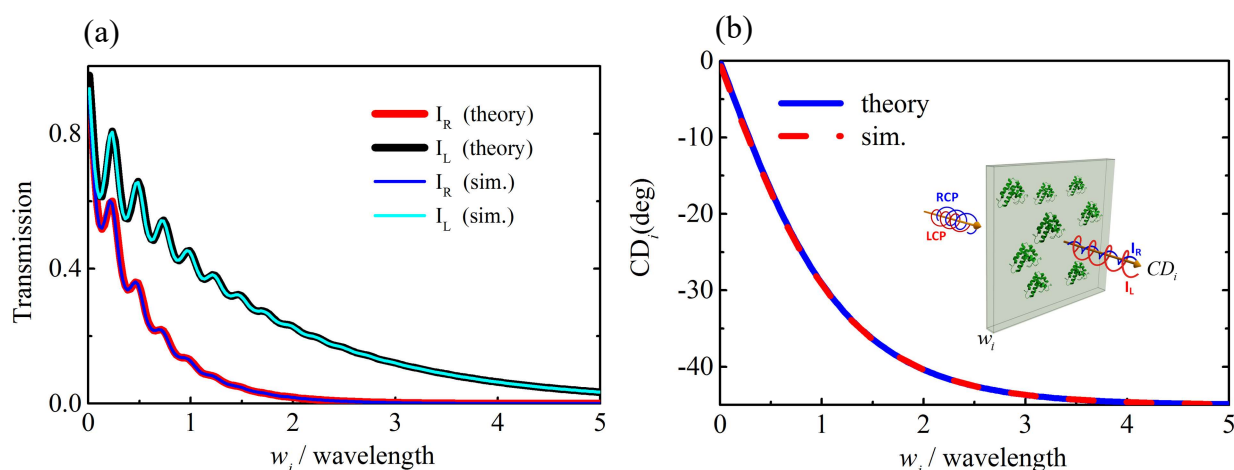 (a)
Transmission
0.8
0.4
0.0
I_R (theory)
I_L (theory)
I_R (sim.)
I_L (sim.)
0 1 2 3 4 5
w_i / wavelength
(b)
CD_i(deg)
0
-10
-20
-30
-40
theory
sim.
RCP
LCP
I_R
I_L
CD_i
w_i
0 1 2 3 4 5
w_i / wavelength